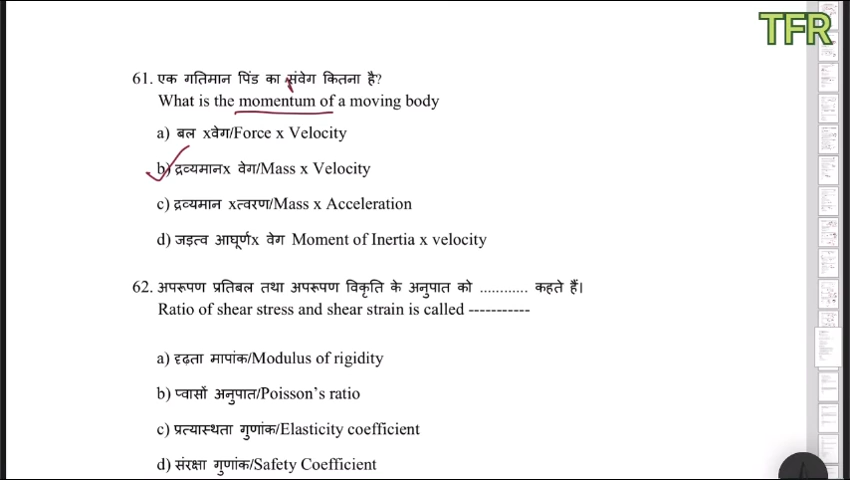 TFR
61. एक गतिमान पिंड का संवेग कितना है?
What is the momentum of a moving body
a) बल xवेग/Force x Velocity
b) द्रव्यमानx वेग/Mass x Velocity
c) द्रव्यमान xत्वरण/Mass x Acceleration
d) जड़त्व आघूर्णx वेग Moment of Inertia x velocity
62. अपरूपण प्रतिबल तथा अपरूपण विकृति के अनुपात को ............ कहते हैं।
Ratio of shear stress and shear strain is called -----------
a) दृढ़ता मापांक/Modulus of rigidity
b) प्वासों अनुपात/Poisson's ratio
c) प्रत्यास्थता गुणांक/Elasticity coefficient
d) संरक्षा गुणांक/Safety Coefficient